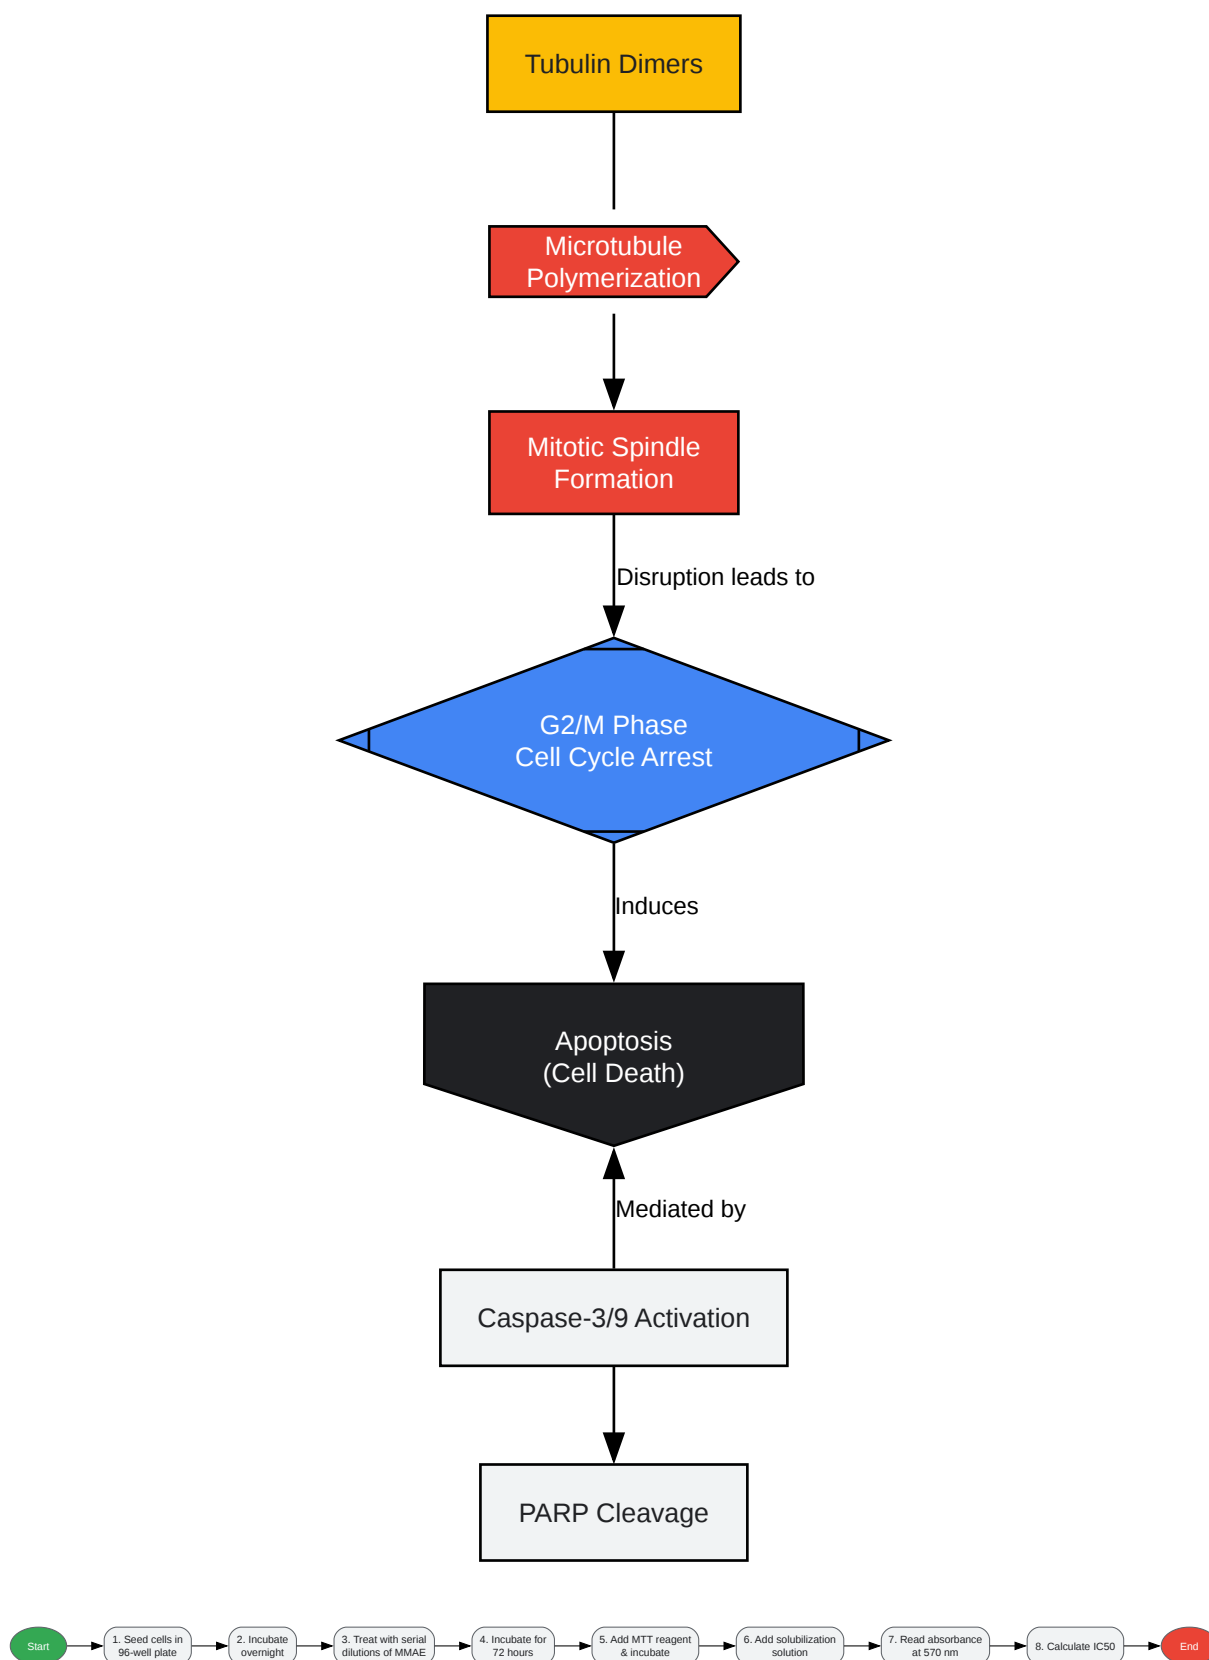 Tubulin Dimers
Microtubule
Polymerization
Mitotic Spindle
Formation
Disruption leads to
G2/M Phase
Cell Cycle Arrest
Induces
Apoptosis
(Cell Death)
Mediated by
Caspase-3/9 Activation
PARP Cleavage
Start
1. Seed cells in
96-well plate
2. Incubate
overnight
3. Treat with serial
dilutions of MMAE
4. Incubate for
72 hours
5. Add MTT reagent
& incubate
6. Add solubilization
solution
7. Read absorbance
at 570 nm
8. Calculate IC50
End